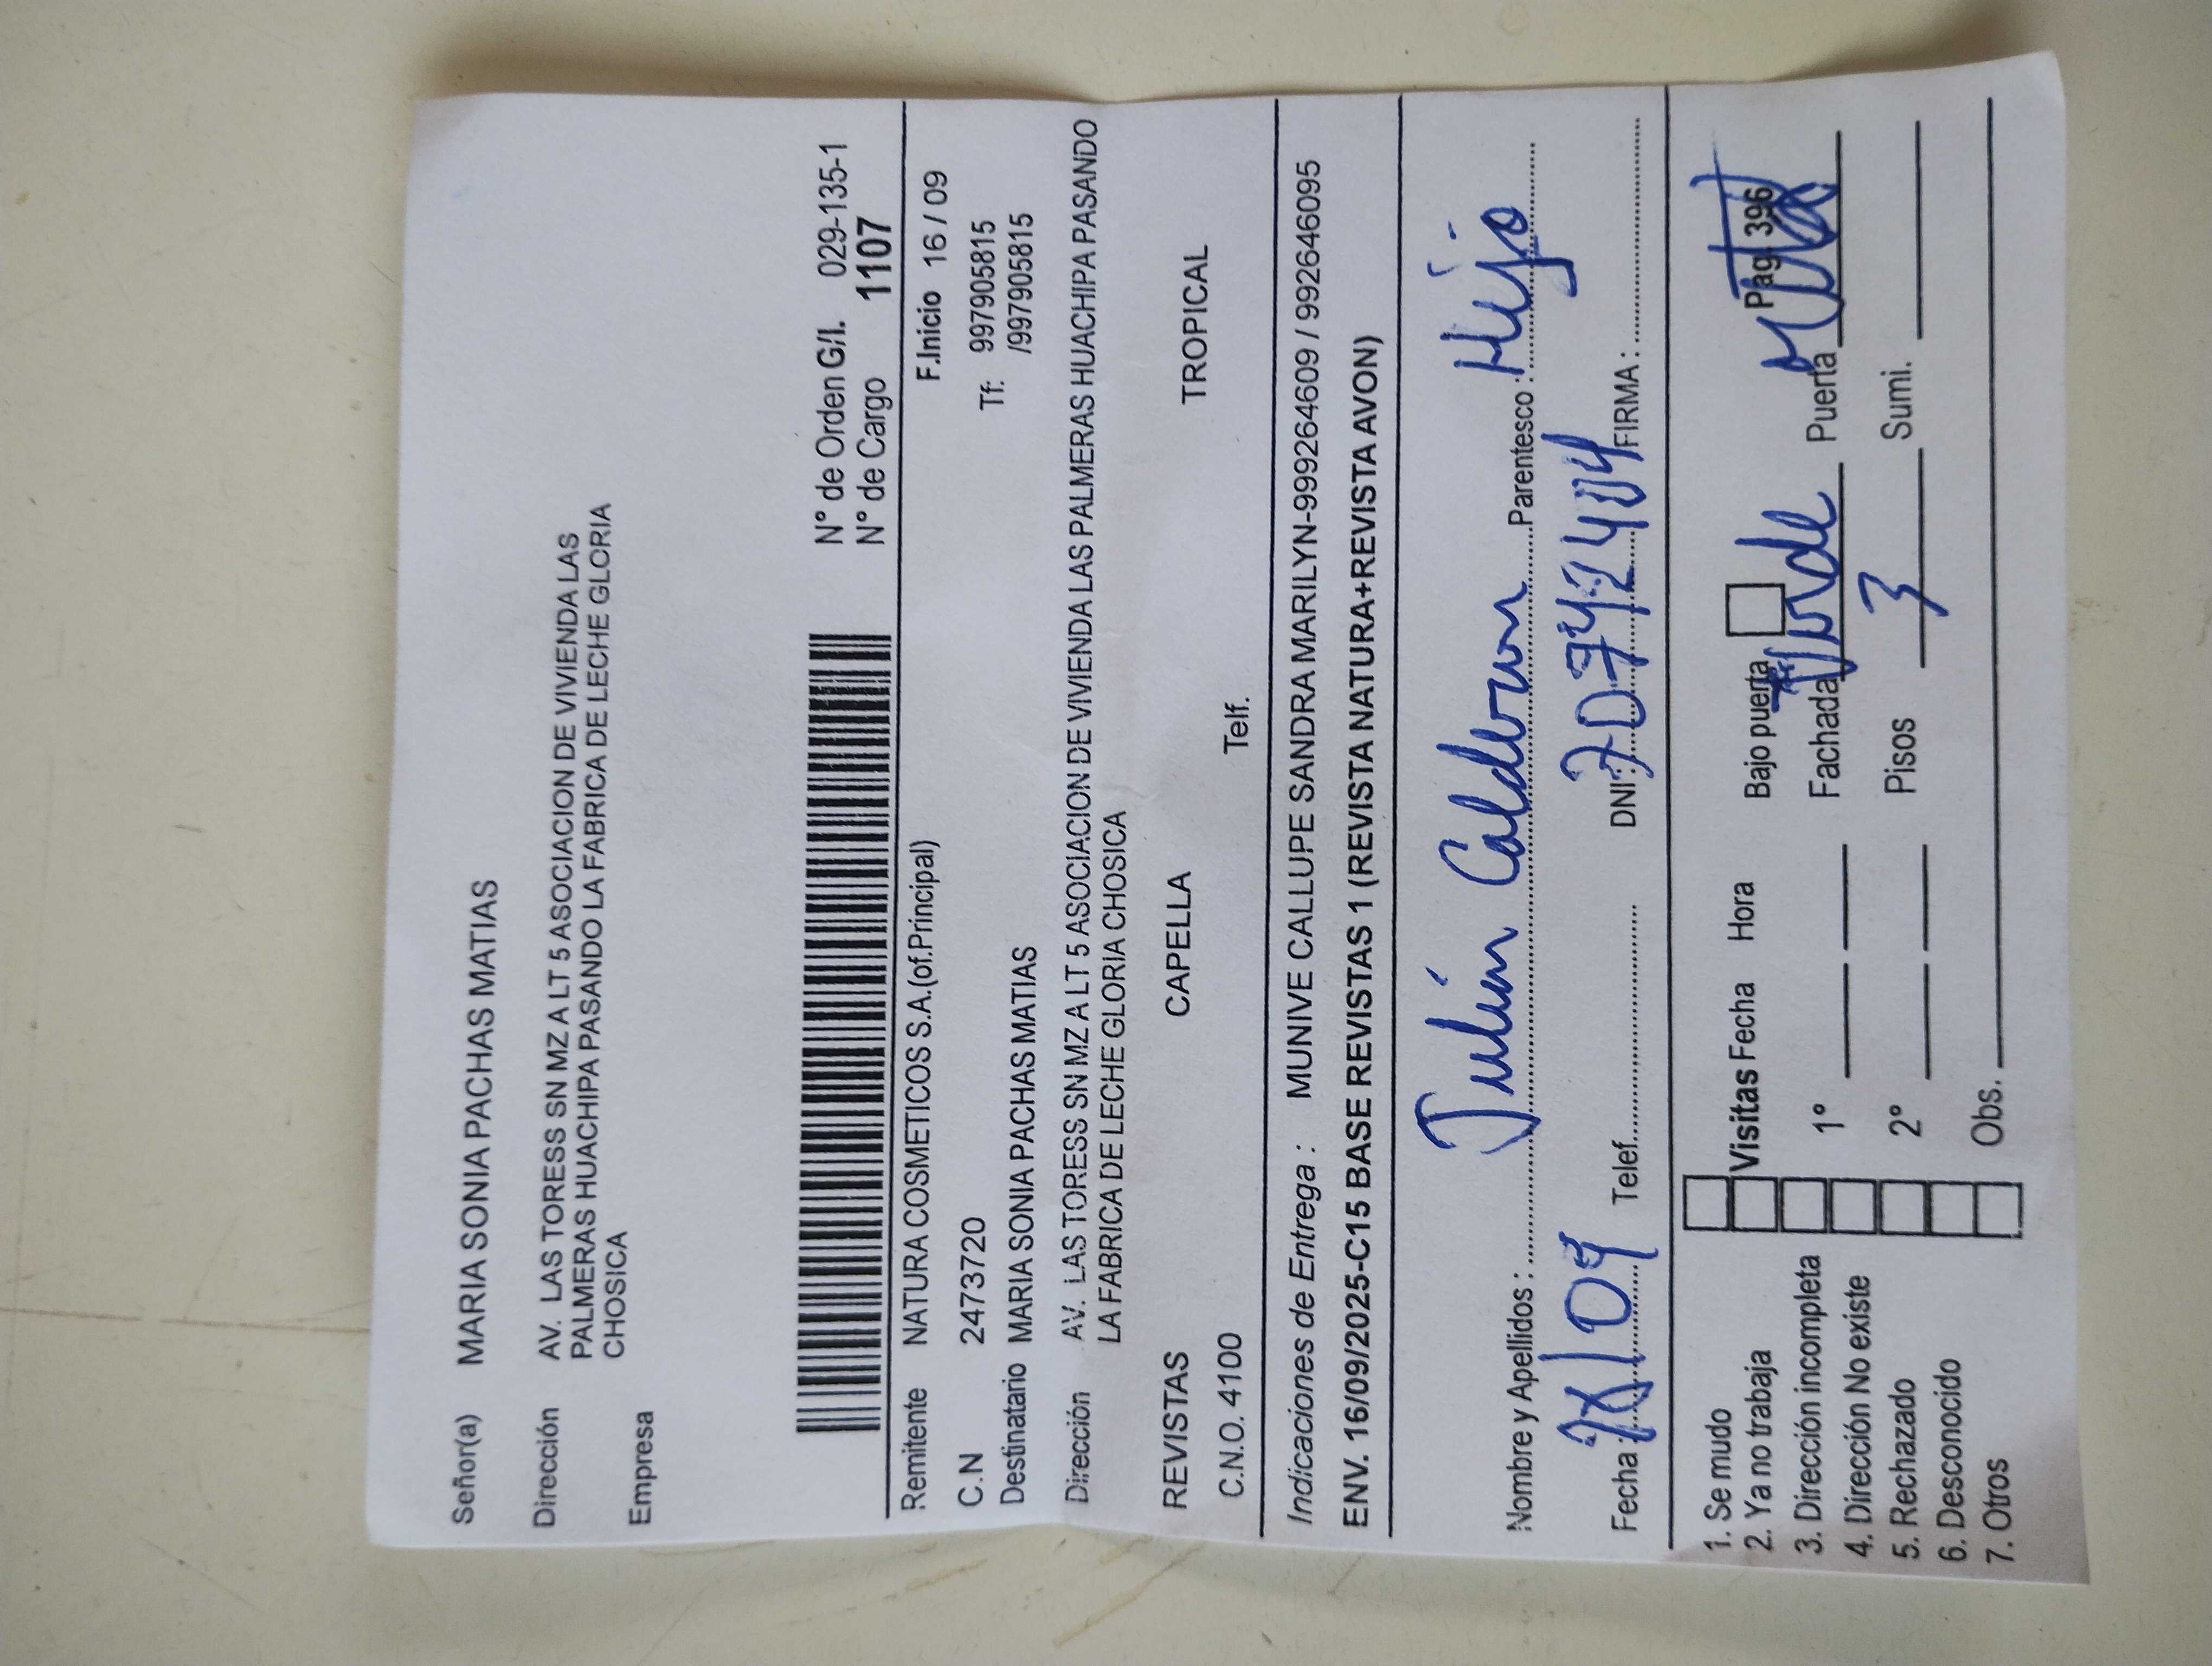 Señor(a) MARIA SONIA PACHAS MATIAS
Dirección AV. LAS TORESS SN MZ A LT 5 ASOCIACION DE VIVIENDA LAS
PALMERAS HUACHIPA PASANDO LA FABRICA DE LECHE GLORIA
CHOSICA
Empresa
N° de Orden G/I. 029-135-1
N° de Cargo 1107
Remitente NATURA COSMETICOS S.A.(of.Principal) F.Inicio 16 / 09
C.N 2473720 Tf: 997905815
Destinatario MARIA SONIA PACHAS MATIAS /997905815
Dirección AV. LAS TORESS SN MZ A LT 5 ASOCIACION DE VIVIENDA LAS PALMERAS HUACHIPA PASANDO
LA FABRICA DE LECHE GLORIA CHOSICA
REVISTAS CAPELLA TROPICAL
C.N.O. 4100 Telf.
Indicaciones de Entrega : MUNIVE CALLUPE SANDRA MARILYN-999264609 / 992646095
ENV. 16/09/2025-C15 BASE REVISTAS 1 (REVISTA NATURA+REVISTA AVON)
Nombre y Apellidos : Julián Calderon Parentesco : Hijo
Fecha : Telef. DNI: FIRMA :
1. Se mudo
2. Ya no trabaja
3. Dirección incompleta
4. Dirección No existe
5. Rechazado
6. Desconocido
7. Otros
Visitas Fecha Hora Bajo puerta Pág. 396
1° Fachada Verde Puerta
2° Pisos 3 Sumi.
Obs.